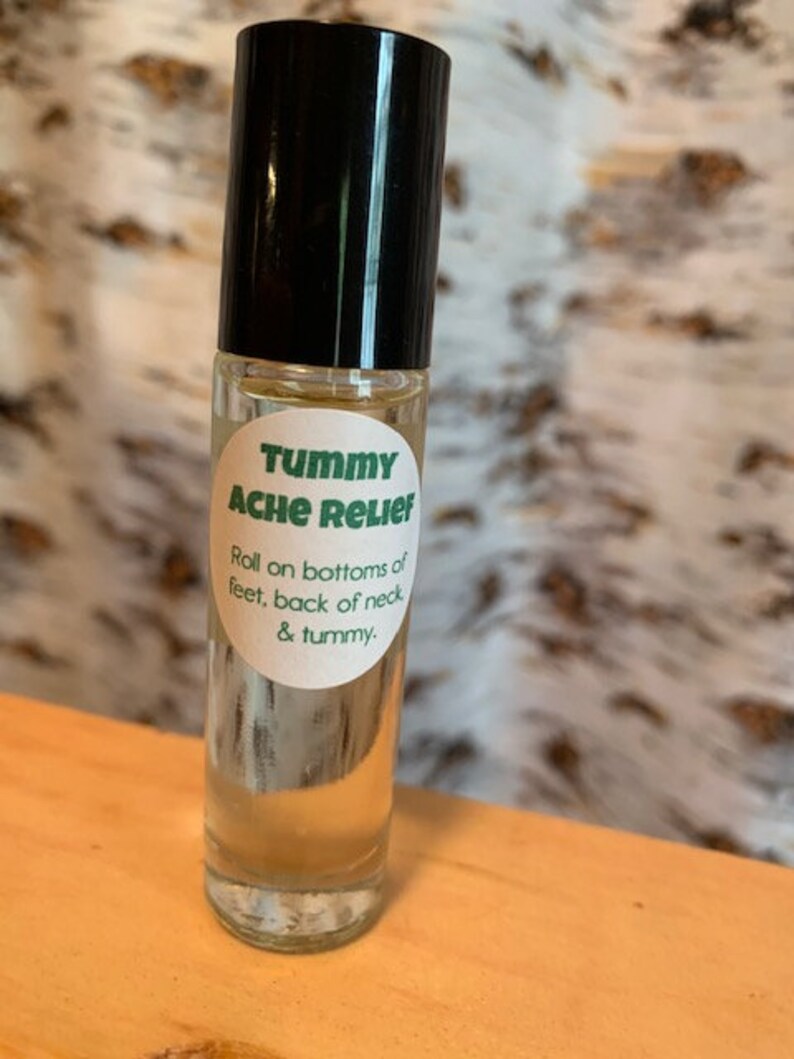 Tummy
Ache Relief
Roll on bottoms of
feet, back of neck,
& tummy.